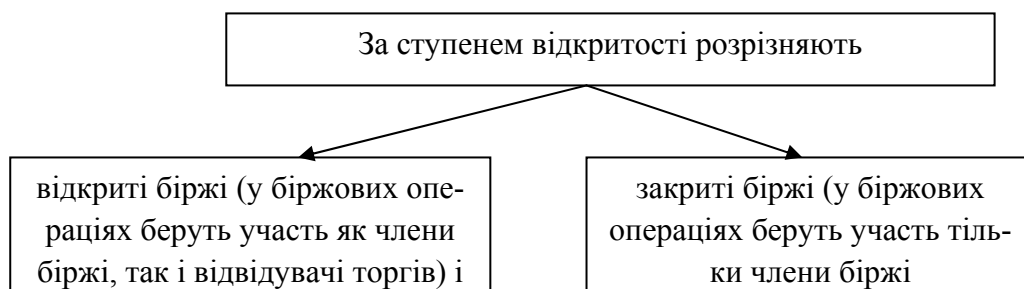 За ступенем відкритості розрізняють
відкриті біржі (у біржових опе-
раціях беруть участь як члени
біржі, так і відвідувачі торгів) і
закриті біржі (у біржових
операціях беруть участь тіль-
ки члени біржі